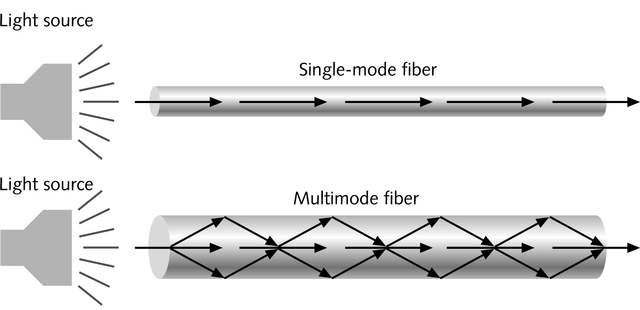 Light source
Single-mode fiber
Light source
Multimode fiber